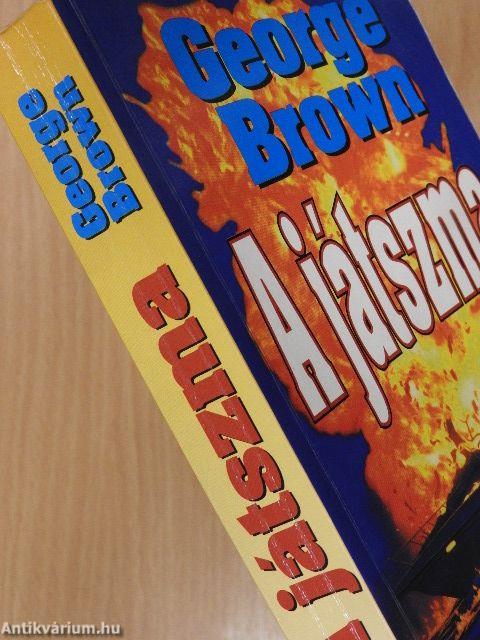 George
Brown
A játszma
George
Brown
játszma
Antikvárium.hu